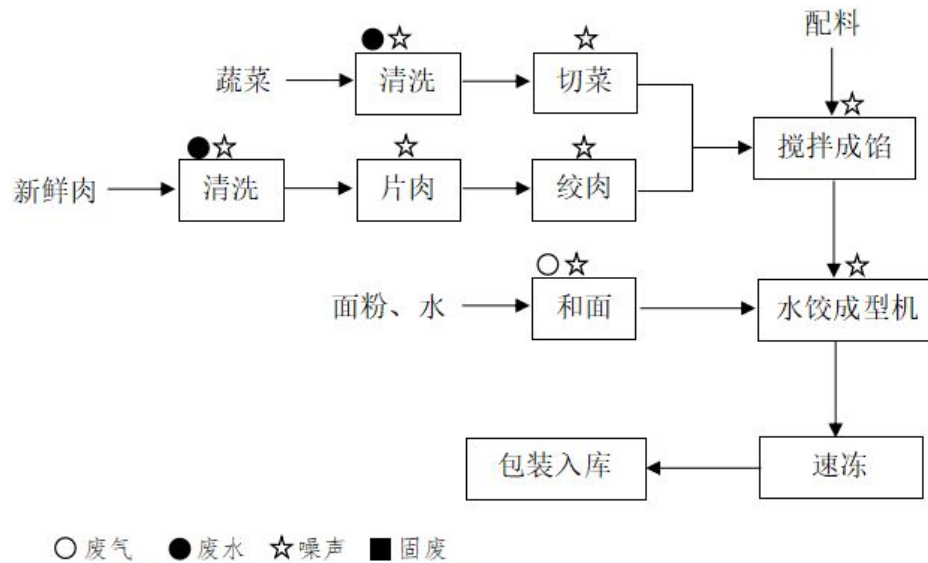 配料
蔬菜 清洗 切菜
搅拌成馅
新鲜肉 清洗 片肉 绞肉
面粉、水 和面 水饺成型机
包装入库 速冻
废气 废水 噪声 固废